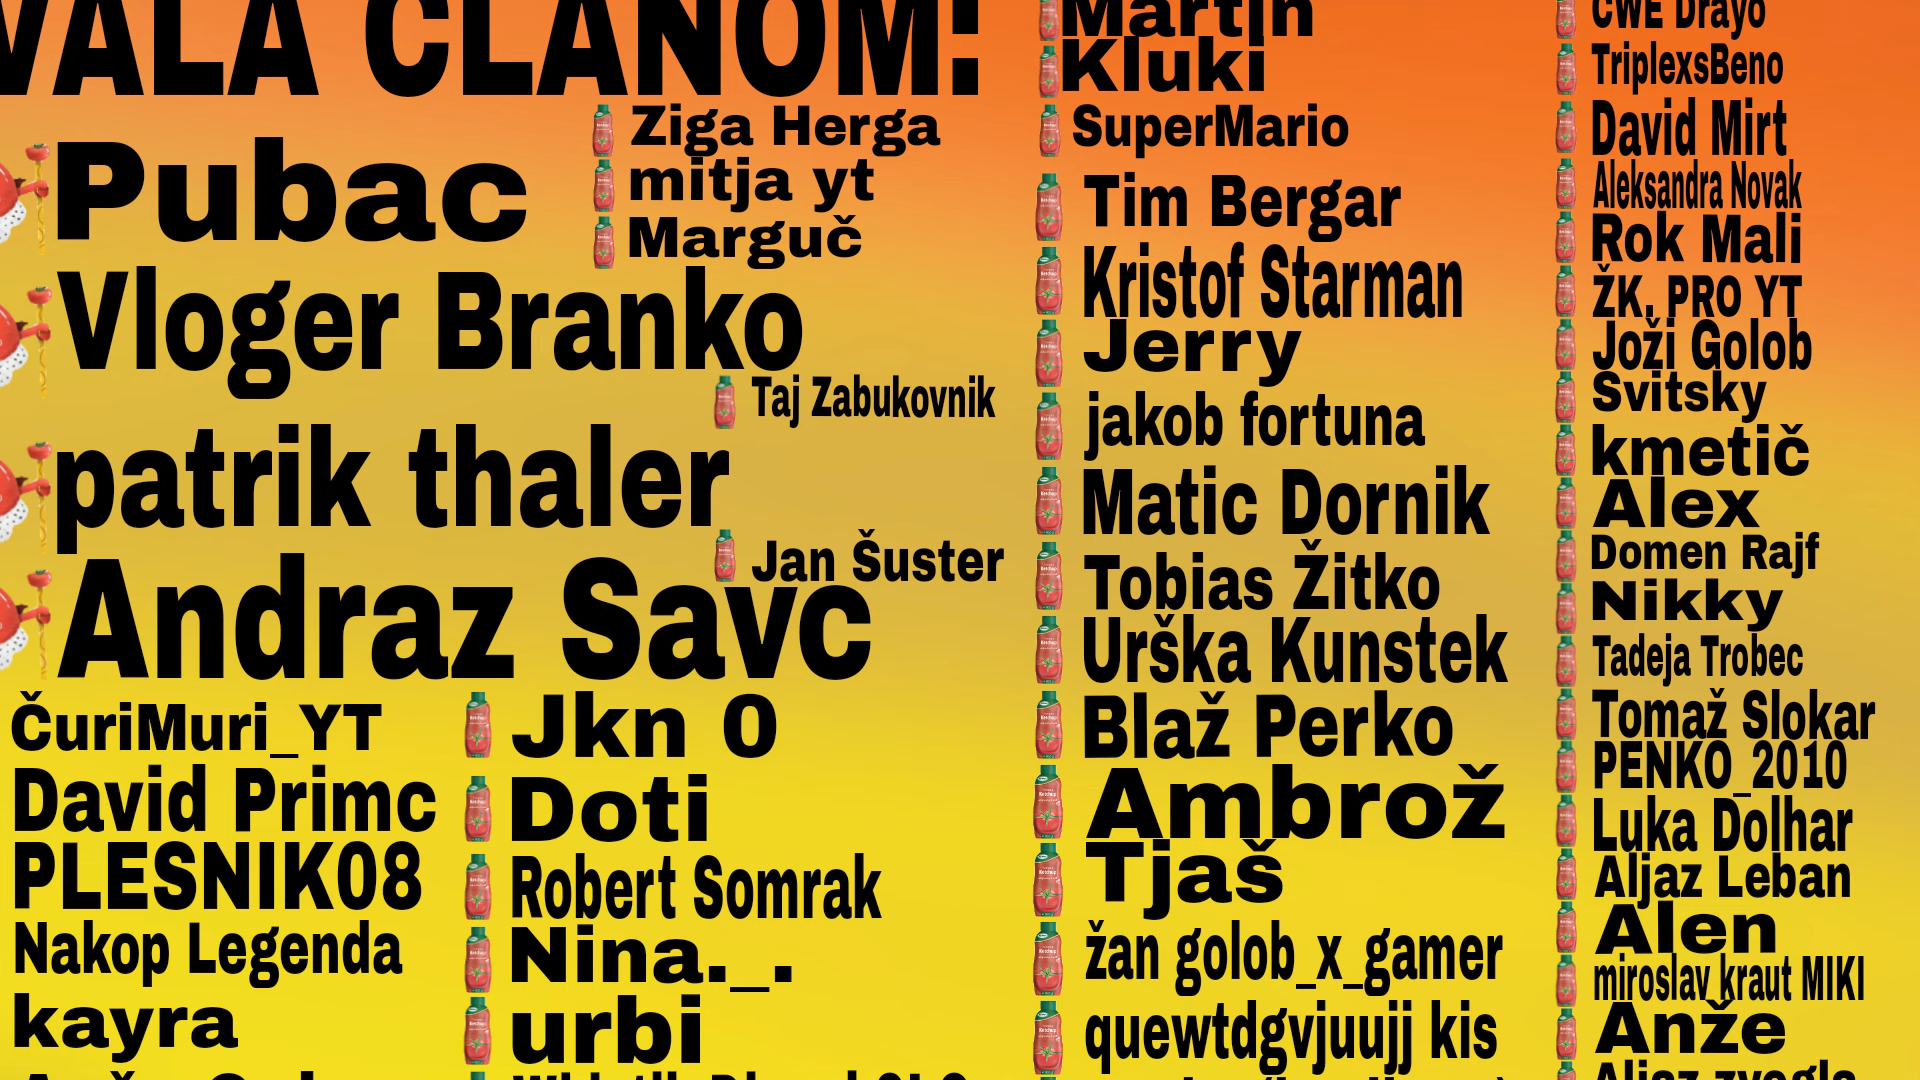 VALA ČLANOM:
Pubac
Vloger Branko
patrik thaler
Andraz Savc
Ziga Herga
mitja yt
Marguč
Taj Zabukovnik
Jan Šuster
ČuriMuri_YT
David Primc
PLESNIK08
Nakop Legenda
kayra
Jkn 0
Doti
Robert Somrak
Nina._.
urbi
Martin
Kluki
SuperMario
Tim Bergar
Kristof Starman
Jerry
jakob fortuna
Matic Dornik
Tobias Žitko
Urška Kunstek
Blaž Perko
Ambrož
Tjaš
žan golob_x_gamer
quewtdgvjuujj kis
CWE Drayo
TriplexsBeno
David Mirt
Aleksandra Novak
Rok Mali
ŽK. PRO YT
Joži Golob
Svitsky
kmetič
Alex
Domen Rajf
Nikky
Tadeja Trobec
Tomaž Slokar
PENKO_2010
Luka Dolhar
Aljaz Leban
Alen
miroslav kraut MIKI
Anže